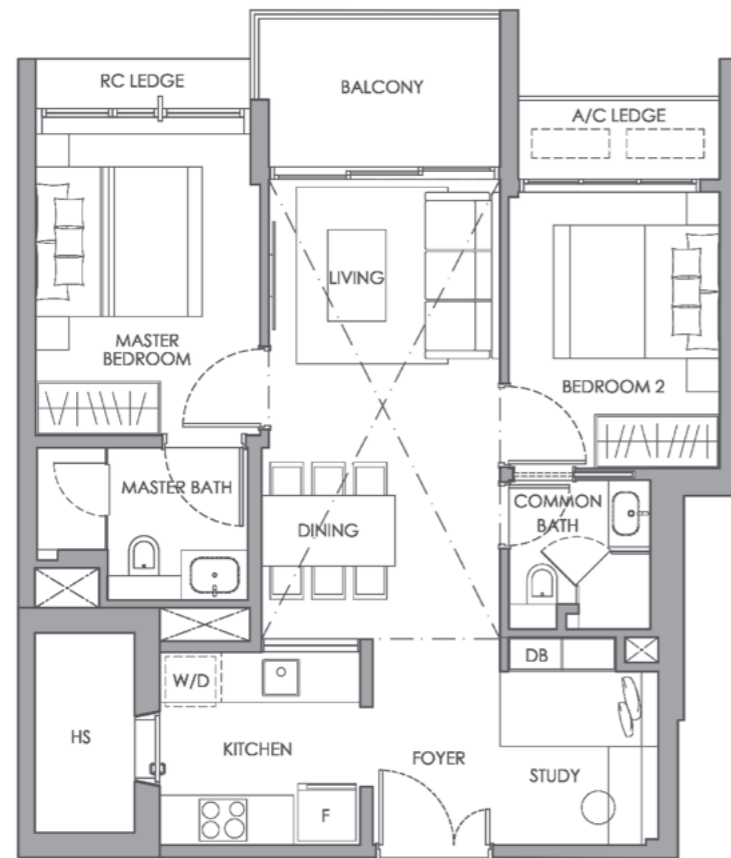 RC LEDGE
BALCONY
A/C LEDGE
LIVING
MASTER
BEDROOM
BEDROOM 2
MASTER BATH
COMMON
BATH
DINING
DB
W/D
HS
KITCHEN
FOYER
STUDY
F